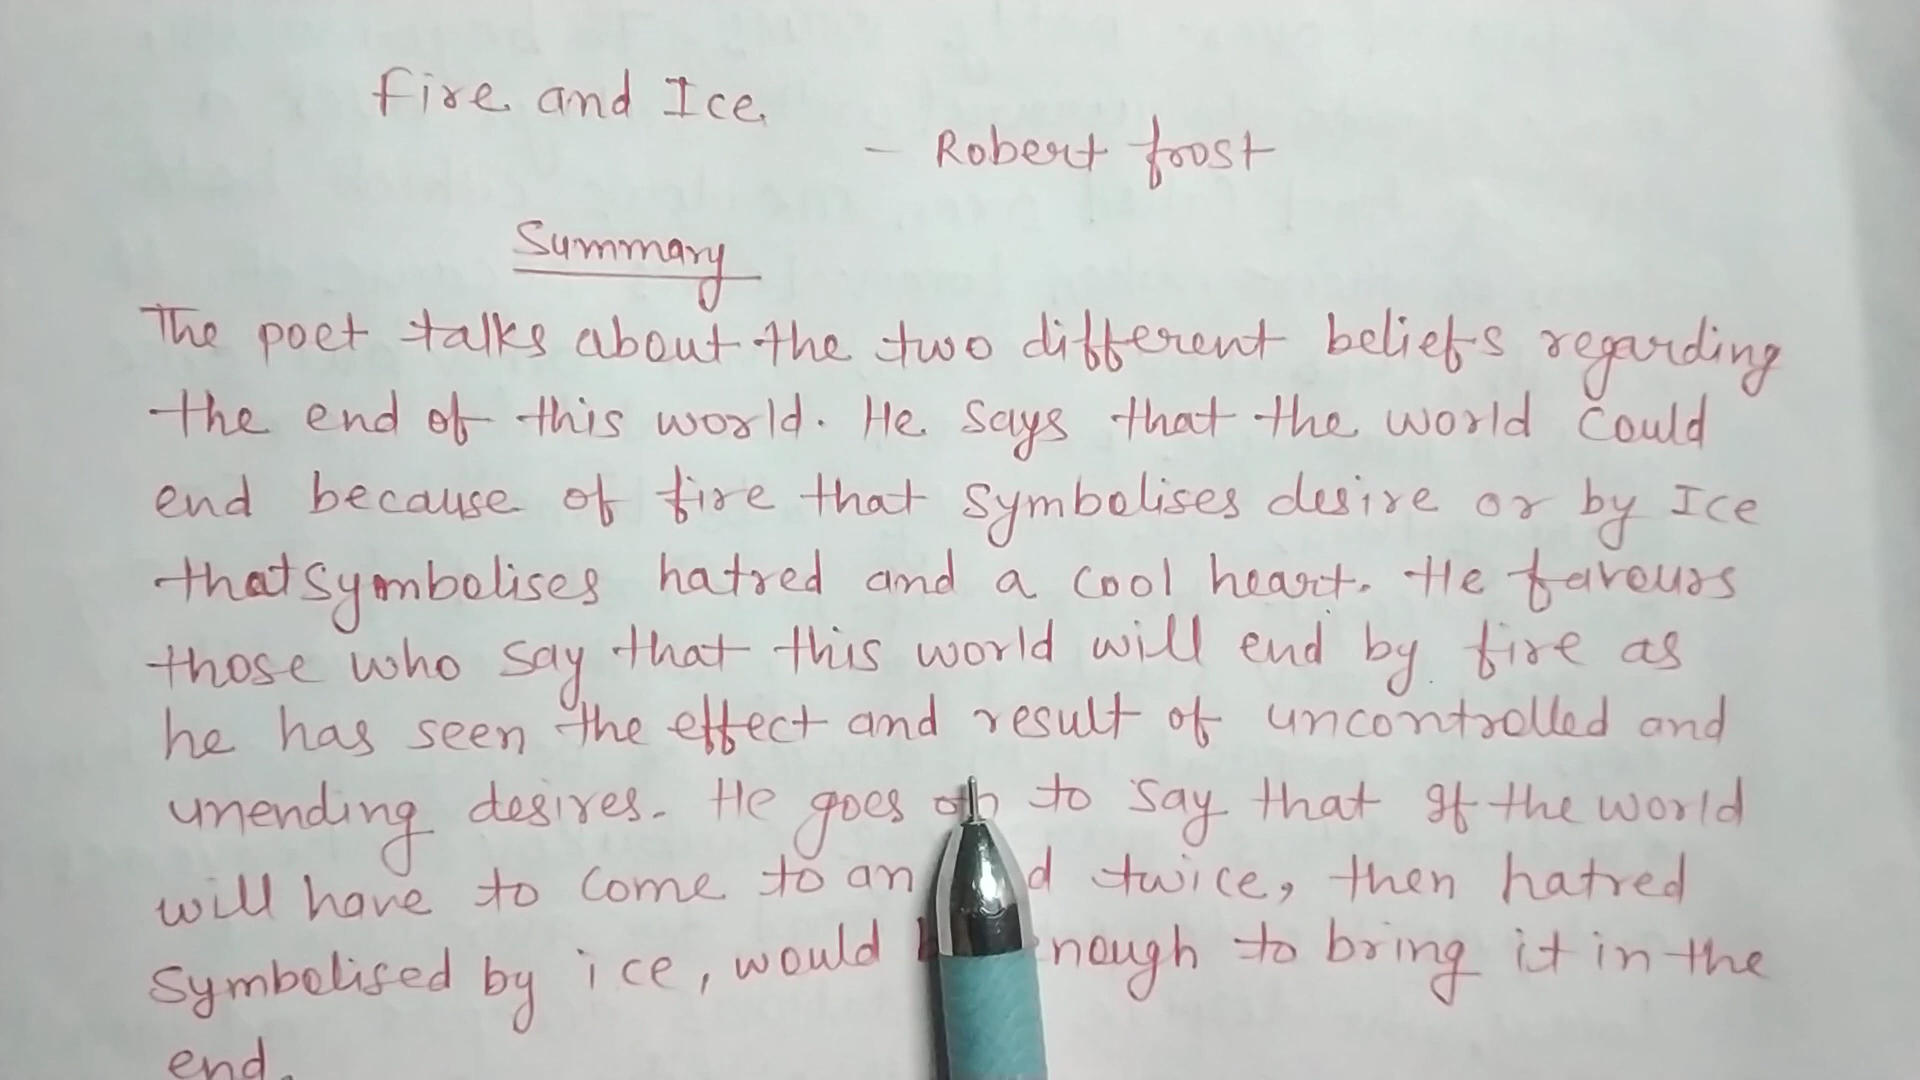 Fire and Ice
- Robert frost
Summary
The poet talks about the two different beliefs regarding
the end of this world. He says that the world could
end because of fire that symbolises desire or by Ice
that symbolises hatred and a cool heart. He favours
those who say that this world will end by fire as
he has seen the effect and result of uncontrolled and
unending desires. He goes on to say that If the world
will have to come to an twice, then hatred
symbolised by ice, would to bring it in the
end.